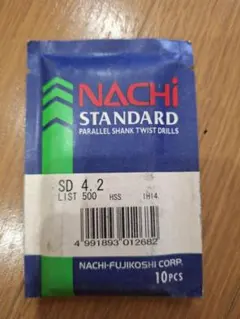 NACHi
STANDARD
PARALLEL SHANK TWIST DRILLS
SD 4.2
LIST 500 HSS 1H14
4 991893 012682
NACHI-FUJIKOSHI CORP.
10PCS